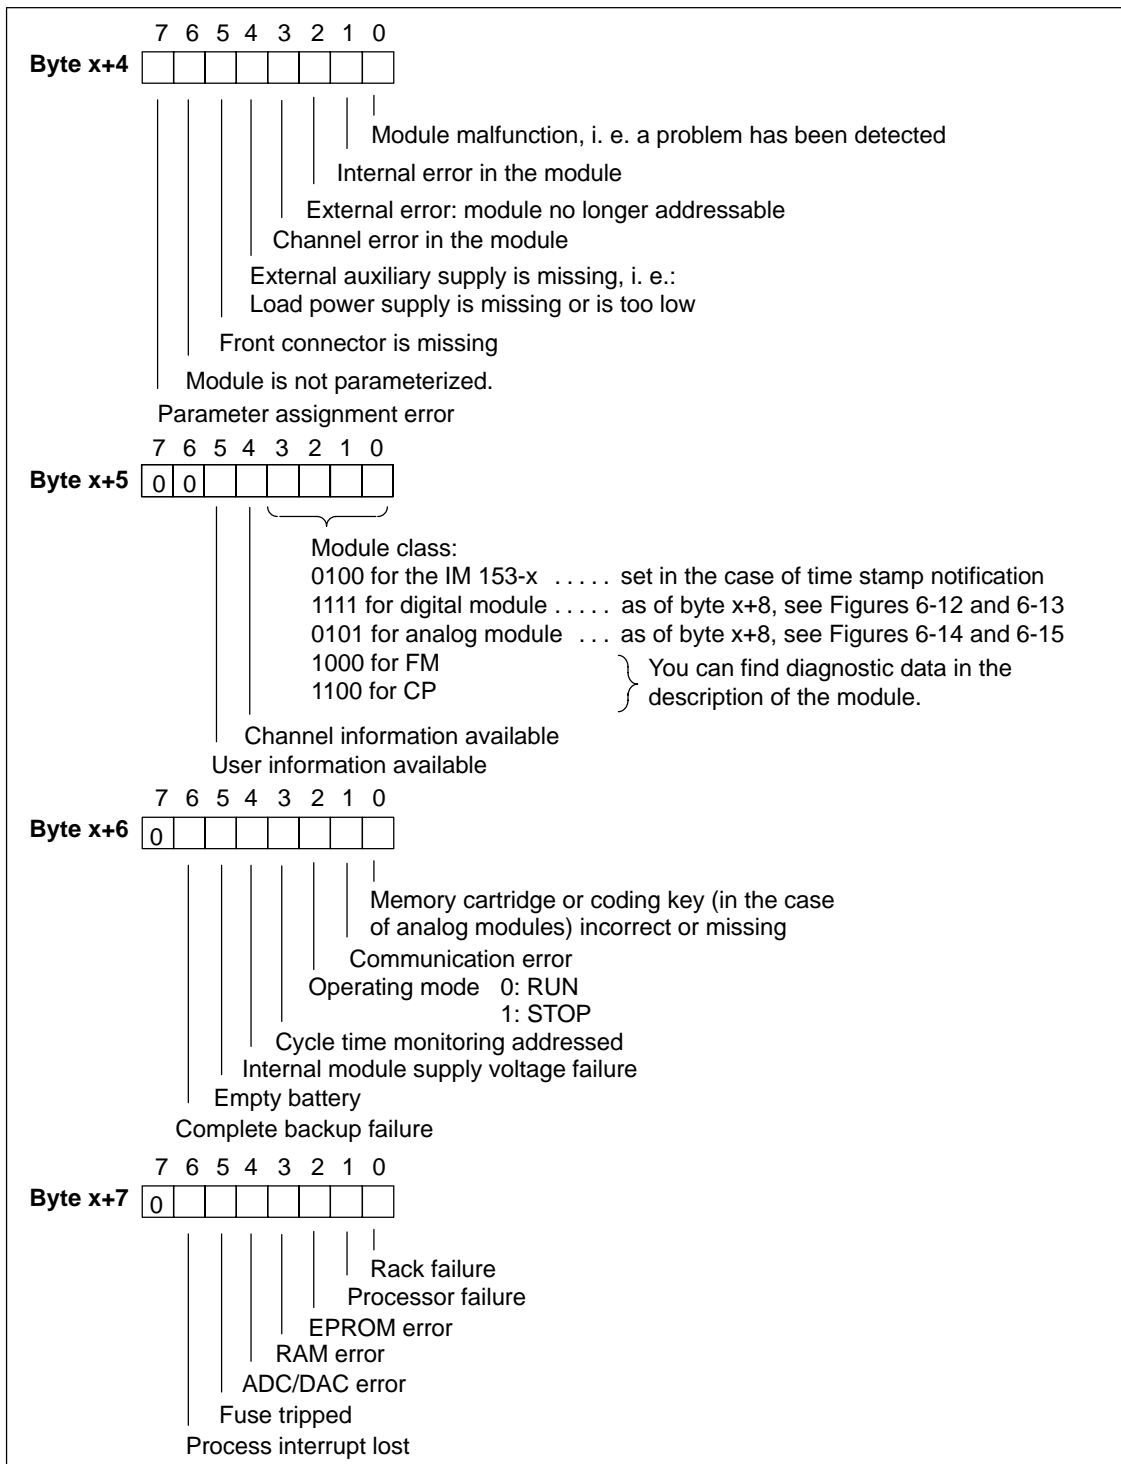 7 6 5 4 3 2 1 0
Byte x+4
Module malfunction, i. e. a problem has been detected
Internal error in the module
External error: module no longer addressable
Channel error in the module
External auxiliary supply is missing, i. e.:
Load power supply is missing or is too low
Front connector is missing
Module is not parameterized.
Parameter assignment error
7 6 5 4 3 2 1 0
Byte x+5 0 0
Module class:
0100 for the IM 153-x . . . . . set in the case of time stamp notification
1111 for digital module . . . . . as of byte x+8, see Figures 6-12 and 6-13
0101 for analog module . . . as of byte x+8, see Figures 6-14 and 6-15
1000 for FM
1100 for CP
You can find diagnostic data in the
description of the module.
Channel information available
User information available
7 6 5 4 3 2 1 0
Byte x+6 0
Memory cartridge or coding key (in the case
of analog modules) incorrect or missing
Communication error
Operating mode 0: RUN
1: STOP
Cycle time monitoring addressed
Internal module supply voltage failure
Empty battery
Complete backup failure
7 6 5 4 3 2 1 0
Byte x+7 0
Rack failure
Processor failure
EPROM error
RAM error
ADC/DAC error
Fuse tripped
Process interrupt lost